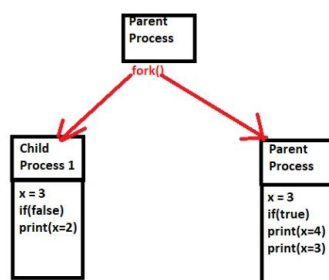 Parent
Process
fork()
Child
Process 1
x = 3
if(false)
print(x=2)
Parent
Process
x = 3
if(true)
print(x=4)
print(x=3)